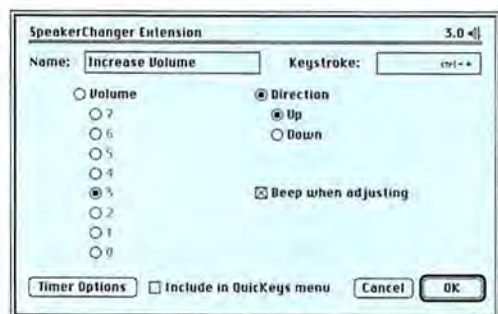 SpeakerChanger Extension 3.0
Name: Increase Volume Keystroke: ctrl- +
Volume Direction
7 Up
6 Down
5
4
3 Beep when adjusting
2
1
0
Timer Options Include in QuicKeys menu Cancel OK